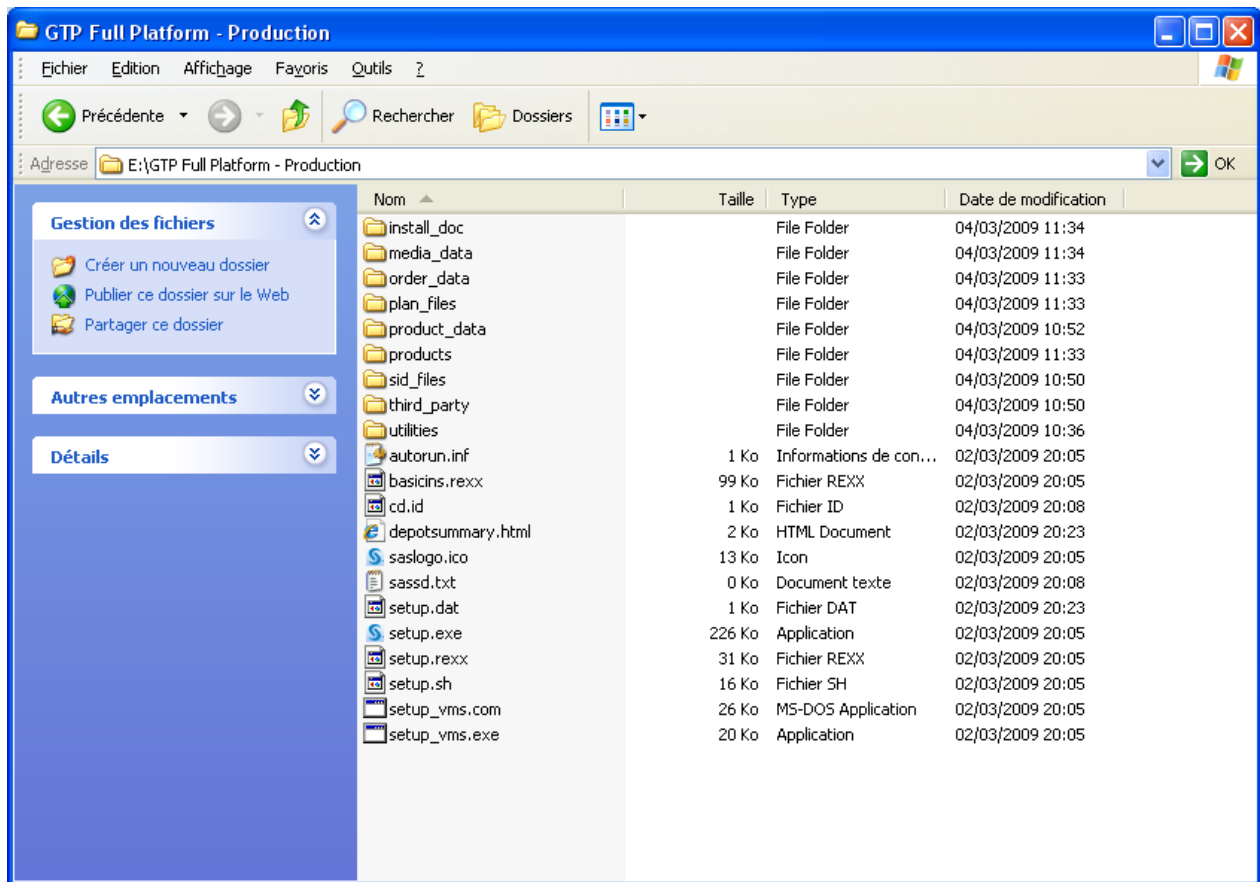 GTP Full Platform - Production
Fichier Edition Affichage Favoris Outils ?
Précédente Rechercher Dossiers
Adresse E:\GTP Full Platform - Production OK
Gestion des fichiers
Créer un nouveau dossier
Publier ce dossier sur le Web
Partager ce dossier
Autres emplacements
Détails
Nom Taille Type Date de modification
install_doc File Folder 04/03/2009 11:34
media_data File Folder 04/03/2009 11:34
order_data File Folder 04/03/2009 11:33
plan_files File Folder 04/03/2009 11:33
product_data File Folder 04/03/2009 10:52
products File Folder 04/03/2009 11:33
sid_files File Folder 04/03/2009 10:50
third_party File Folder 04/03/2009 10:50
utilities File Folder 04/03/2009 10:36
autorun.inf 1 Ko Informations de con... 02/03/2009 20:05
basicins.rexx 99 Ko Fichier REXX 02/03/2009 20:05
cd.id 1 Ko Fichier ID 02/03/2009 20:08
depotsummary.html 2 Ko HTML Document 02/03/2009 20:23
saslogo.ico 13 Ko Icon 02/03/2009 20:05
sassd.txt 0 Ko Document texte 02/03/2009 20:08
setup.dat 1 Ko Fichier DAT 02/03/2009 20:23
setup.exe 226 Ko Application 02/03/2009 20:05
setup.rexx 31 Ko Fichier REXX 02/03/2009 20:05
setup.sh 16 Ko Fichier SH 02/03/2009 20:05
setup_vms.com 26 Ko MS-DOS Application 02/03/2009 20:05
setup_vms.exe 20 Ko Application 02/03/2009 20:05